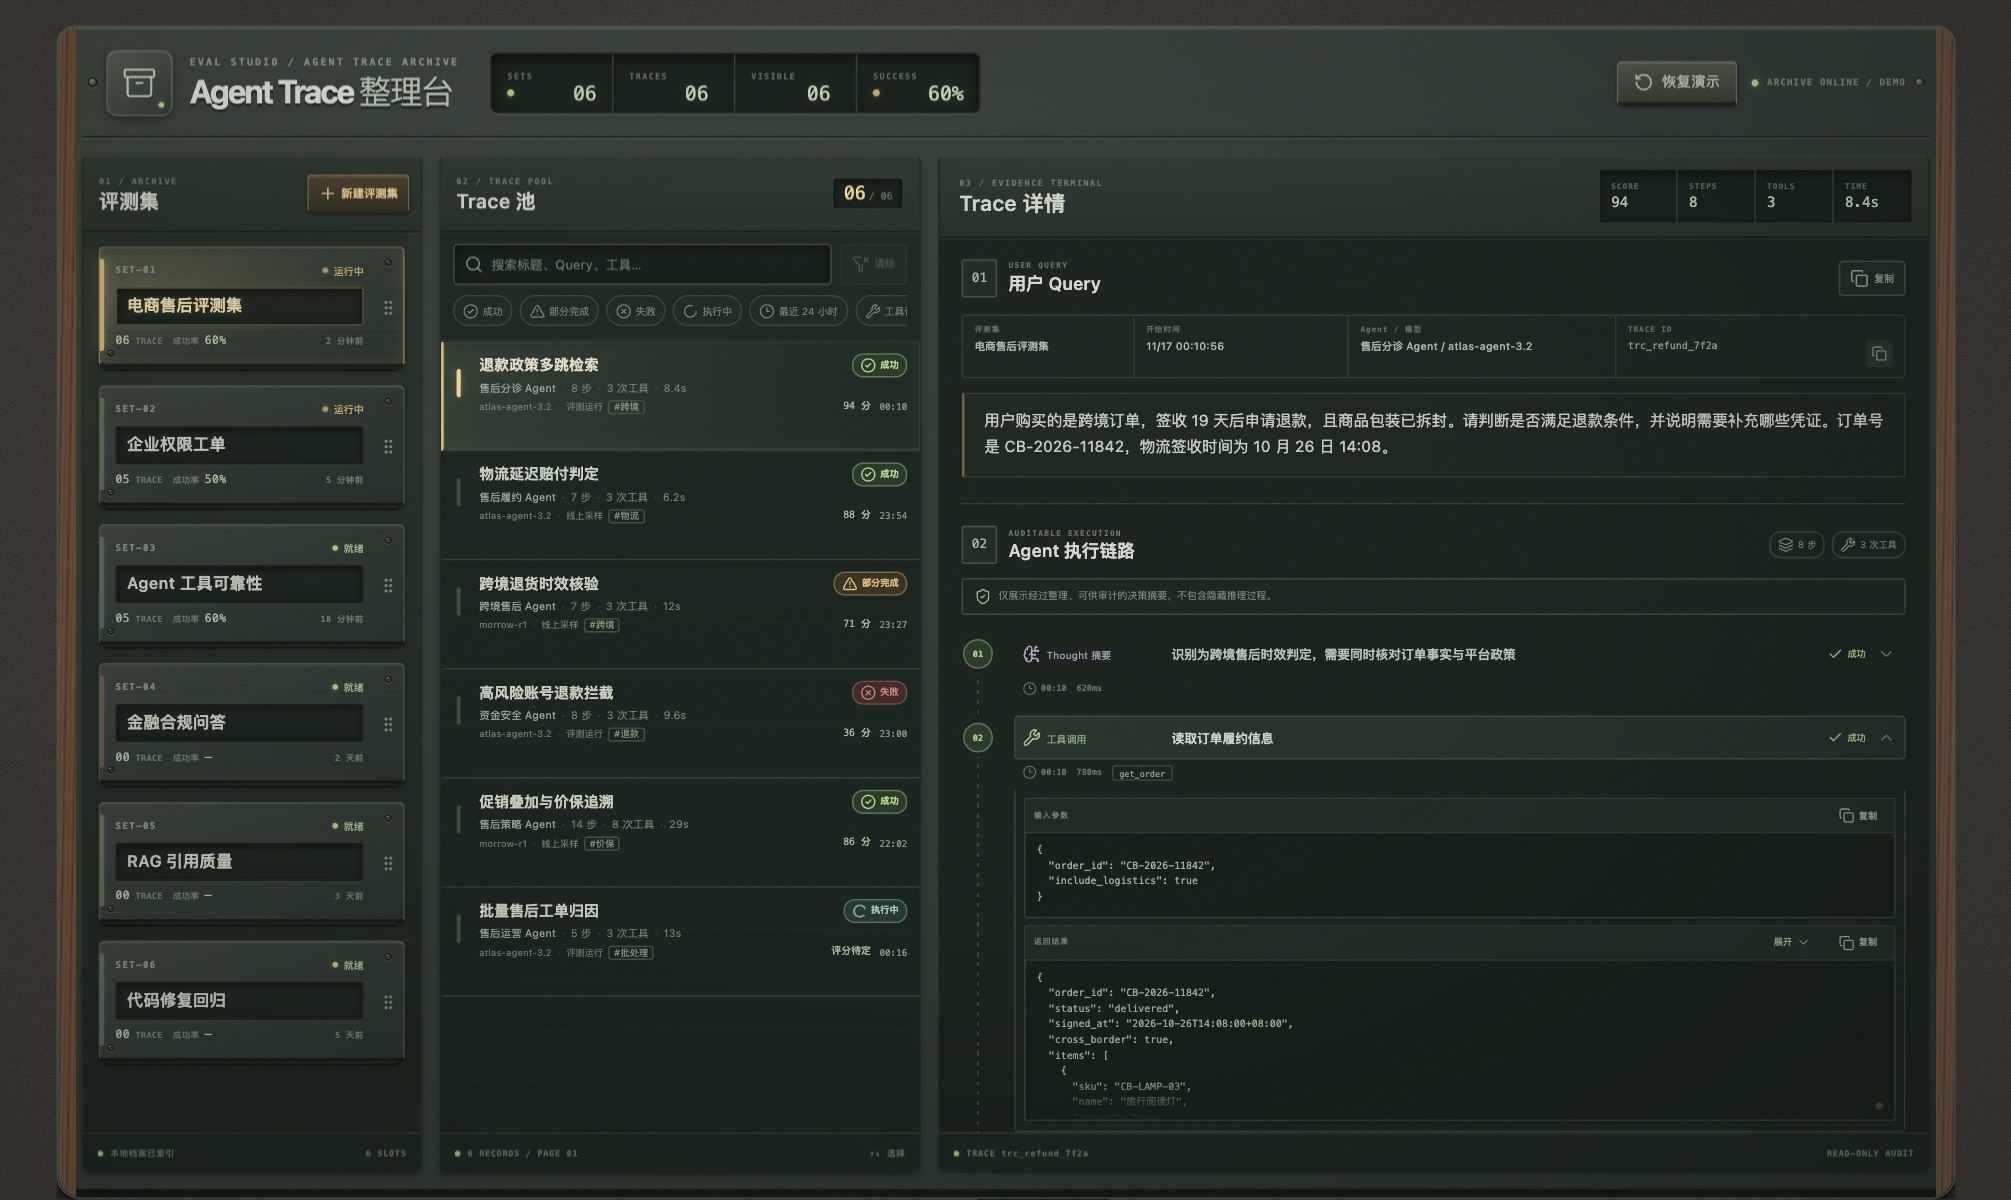 EVAL STUDIO / AGENT TRACE ARCHIVE
Agent Trace 整理台
SETS
06
TRACES
06
VISIBLE
06
SUCCESS
60%
恢复演示
ARCHIVE ONLINE / DEMO
01 / ARCHIVE
评测集
新建评测集
SET-01
运行中
电商售后评测集
06 TRACE 成功率 60%
2 分钟前
SET-02
运行中
企业权限工单
05 TRACE 成功率 50%
5 分钟前
SET-03
就绪
Agent 工具可靠性
05 TRACE 成功率 60%
18 分钟前
SET-04
就绪
金融合规问答
00 TRACE 成功率 —
2 天前
SET-05
就绪
RAG 引用质量
00 TRACE 成功率 —
3 天前
SET-06
就绪
代码修复回归
00 TRACE 成功率 —
5 天前
本地档案已索引
6 SLOTS
02 / TRACE POOL
Trace 池
06 / 06
搜索标题、Query、工具...
清除
成功
部分完成
失败
执行中
最近 24 小时
工具
退款政策多跳检索
成功
售后分诊 Agent · 8 步 · 3 次工具 · 8.4s
atlas-agent-3.2 · 评测运行 #跨境
94 分 00:10
物流延迟赔付判定
成功
售后履约 Agent · 7 步 · 3 次工具 · 6.2s
atlas-agent-3.2 · 线上采样 #物流
88 分 23:54
跨境退货时效核验
部分完成
跨境售后 Agent · 7 步 · 3 次工具 · 12s
morrow-r1 · 线上采样 #跨境
71 分 23:27
高风险账号退款拦截
失败
资金安全 Agent · 8 步 · 3 次工具 · 9.6s
atlas-agent-3.2 · 评测运行 #退款
36 分 23:00
促销叠加与价保追溯
成功
售后策略 Agent · 14 步 · 8 次工具 · 29s
morrow-r1 · 线上采样 #价保
86 分 22:02
批量售后工单归因
执行中
售后运营 Agent · 5 步 · 3 次工具 · 13s
atlas-agent-3.2 · 评测运行 #批处理
评分待定 00:16
6 RECORDS / PAGE 01
↑↓ 选择
03 / EVIDENCE TERMINAL
Trace 详情
SCORE
94
STEPS
8
TOOLS
3
TIME
8.4s
01
USER QUERY
用户 Query
复制
评测集
电商售后评测集
开始时间
11/17 00:10:56
Agent / 模型
售后分诊 Agent / atlas-agent-3.2
TRACE ID
trc_refund_7f2a
用户购买的是跨境订单，签收 19 天后申请退款，且商品包装已拆封。请判断是否满足退款条件，并说明需要补充哪些凭证。订单号
是 CB-2026-11842，物流签收时间为 10 月 26 日 14:08。
02
AUDITABLE EXECUTION
Agent 执行链路
8 步
3 次工具
仅展示经过整理、可供审计的决策摘要，不包含隐藏推理过程。
01
Thought 摘要
识别为跨境售后时效判定，需要同时核对订单事实与平台政策
成功
00:10 620ms
02
工具调用
读取订单履约信息
成功
00:10 780ms get_order
输入参数
复制
{
"order_id": "CB-2026-11842",
"include_logistics": true
}
返回结果
展开
复制
{
"order_id": "CB-2026-11842",
"status": "delivered",
"signed_at": "2026-10-26T14:08:00+08:00",
"cross_border": true,
"items": [
{
"sku": "CB-LAMP-03",
"name": "旅行阅读灯",
TRACE trc_refund_7f2a
READ-ONLY AUDIT